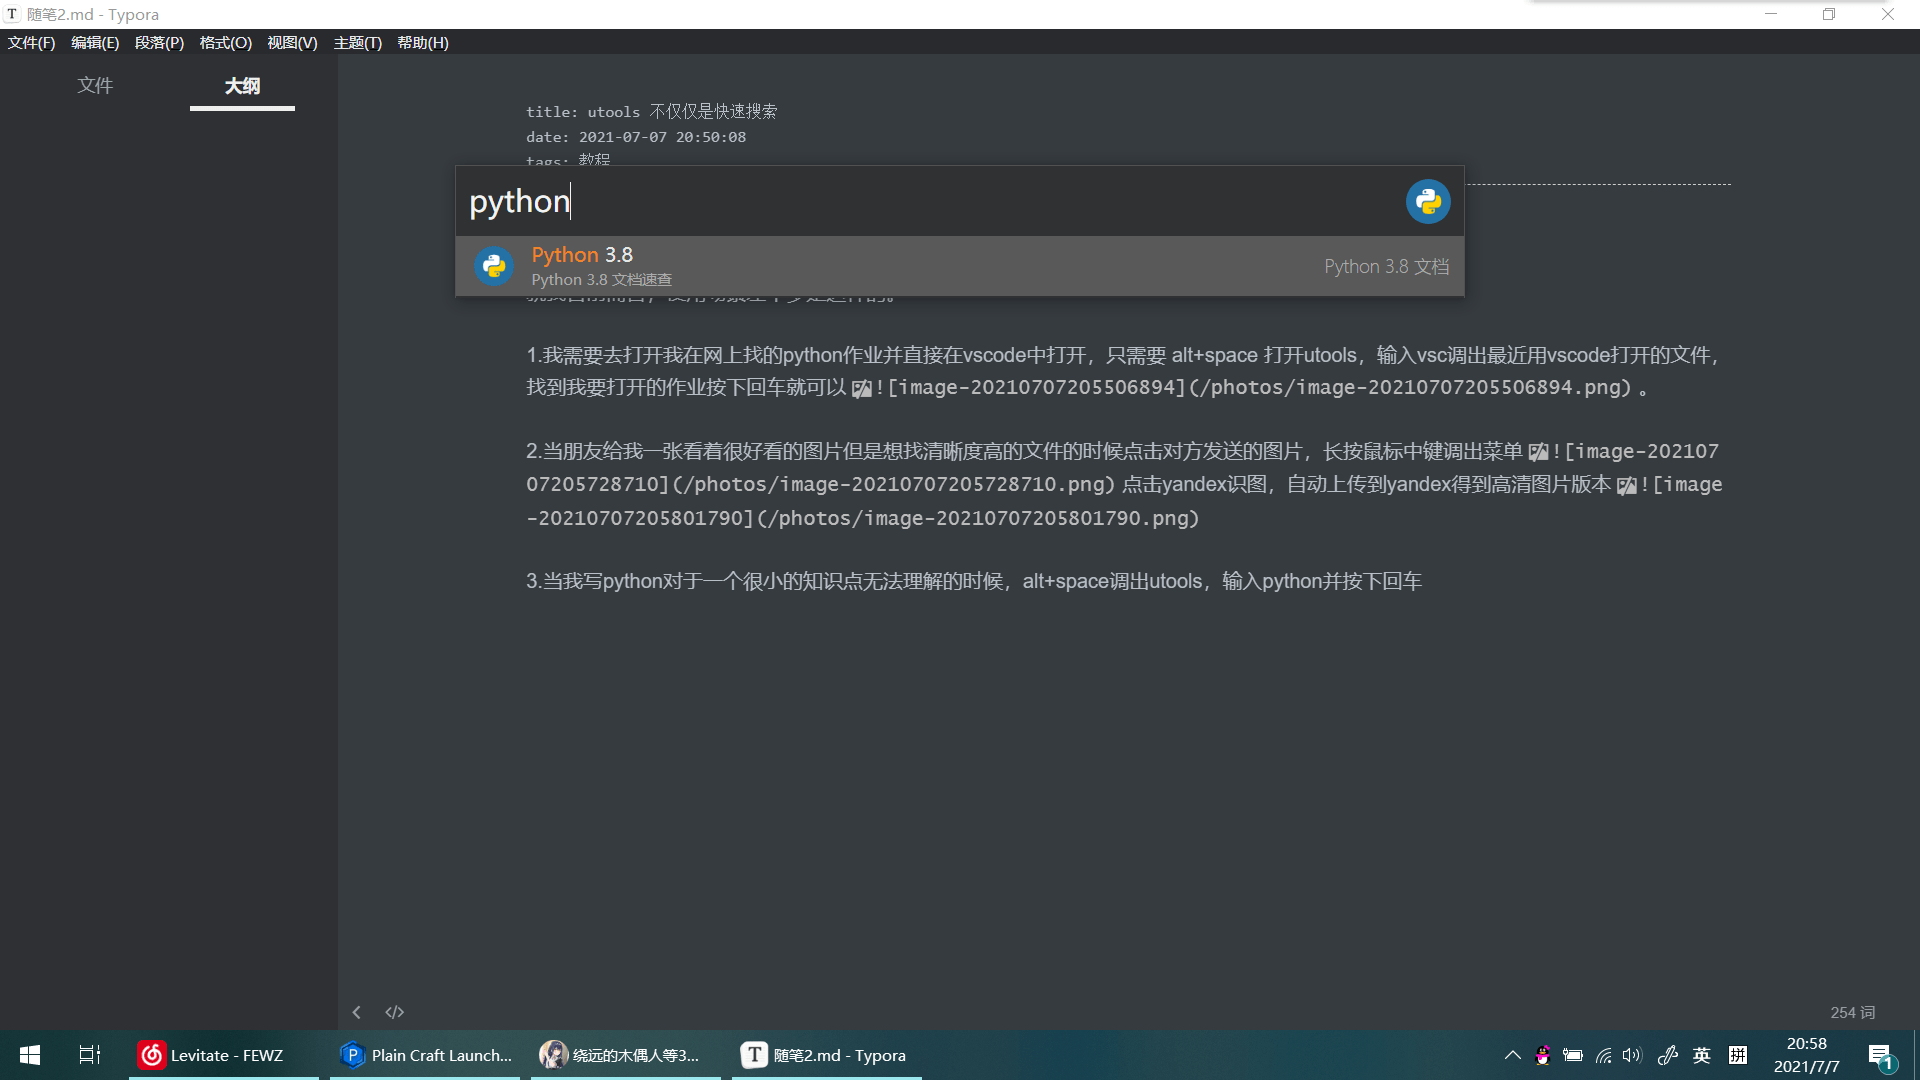 随笔2.md - Typora
文件(F) 编辑(E) 段落(P) 格式(O) 视图(V) 主题(T) 帮助(H)
文件 大纲
title: utools 不仅仅是快速搜索
date: 2021-07-07 20:50:08
tags: 教程
python
Python 3.8
Python 3.8 文档速查
Python 3.8 文档
1.我需要去打开我在网上找的python作业并直接在vscode中打开，只需要 alt+space 打开utools，输入vsc调出最近用vscode打开的文件，
找到我要打开的作业按下回车就可以 ![image-20210707205506894](/photos/image-20210707205506894.png) 。
2.当朋友给我一张看着很好看的图片但是想找清晰度高的文件的时候点击对方发送的图片，长按鼠标中键调出菜单 ![image-202107
07205728710](/photos/image-20210707205728710.png) 点击yandex识图，自动上传到yandex得到高清图片版本 ![image
-20210707205801790](/photos/image-20210707205801790.png)
3.当我写python对于一个很小的知识点无法理解的时候，alt+space调出utools，输入python并按下回车
254 词
Levitate - FEWZ
Plain Craft Launch...
绕远的木偶人等3...
随笔2.md - Typora
英
拼
20:58
2021/7/7
1